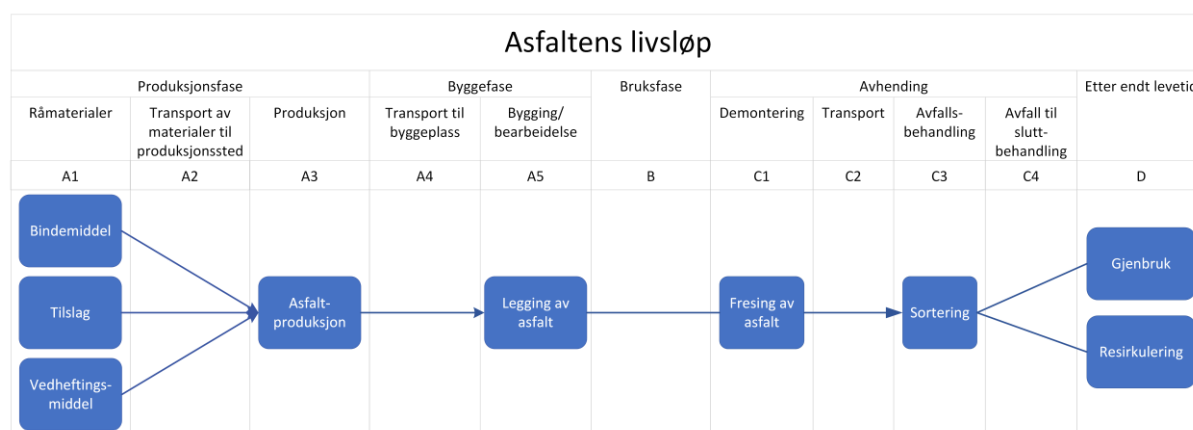 Asfaltens livsløp
Produksjonsfase
Byggefase
Bruksfase
Avhending
Etter endt levetid
Råmaterialer
Transport av
materialer til
produksjonssted
Produksjon
Transport til
byggeplass
Bygging/
bearbeidelse
Demontering
Transport
Avfalls-
behandling
Avfall til
slutt-
behandling
A1
A2
A3
A4
A5
B
C1
C2
C3
C4
D
Bindemiddel
Tilslag
Vedheftings-
middel
Asfalt-
produksjon
Legging av
asfalt
Fresing av
asfalt
Sortering
Gjenbruk
Resirkulering